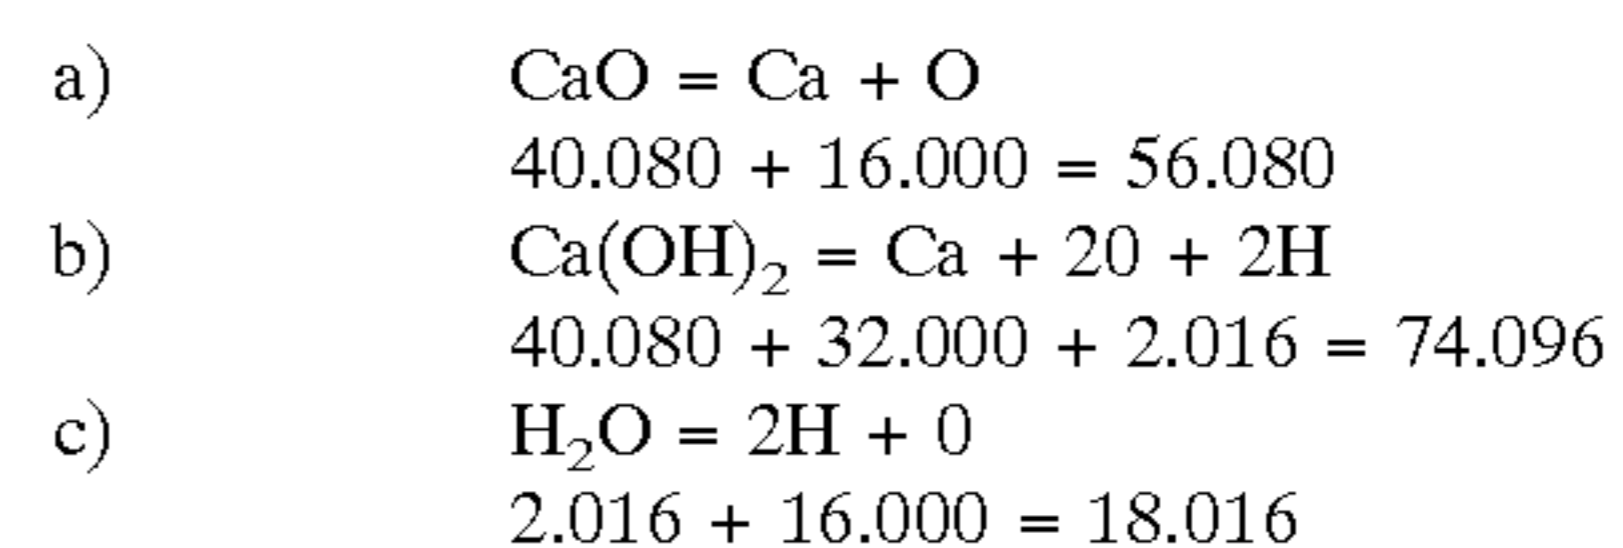 a) CaO = Ca + O
40.080 + 16.000 = 56.080
b) Ca(OH)₂ = Ca + 20 + 2H
40.080 + 32.000 + 2.016 = 74.096
c) H₂O = 2H + 0
2.016 + 16.000 = 18.016